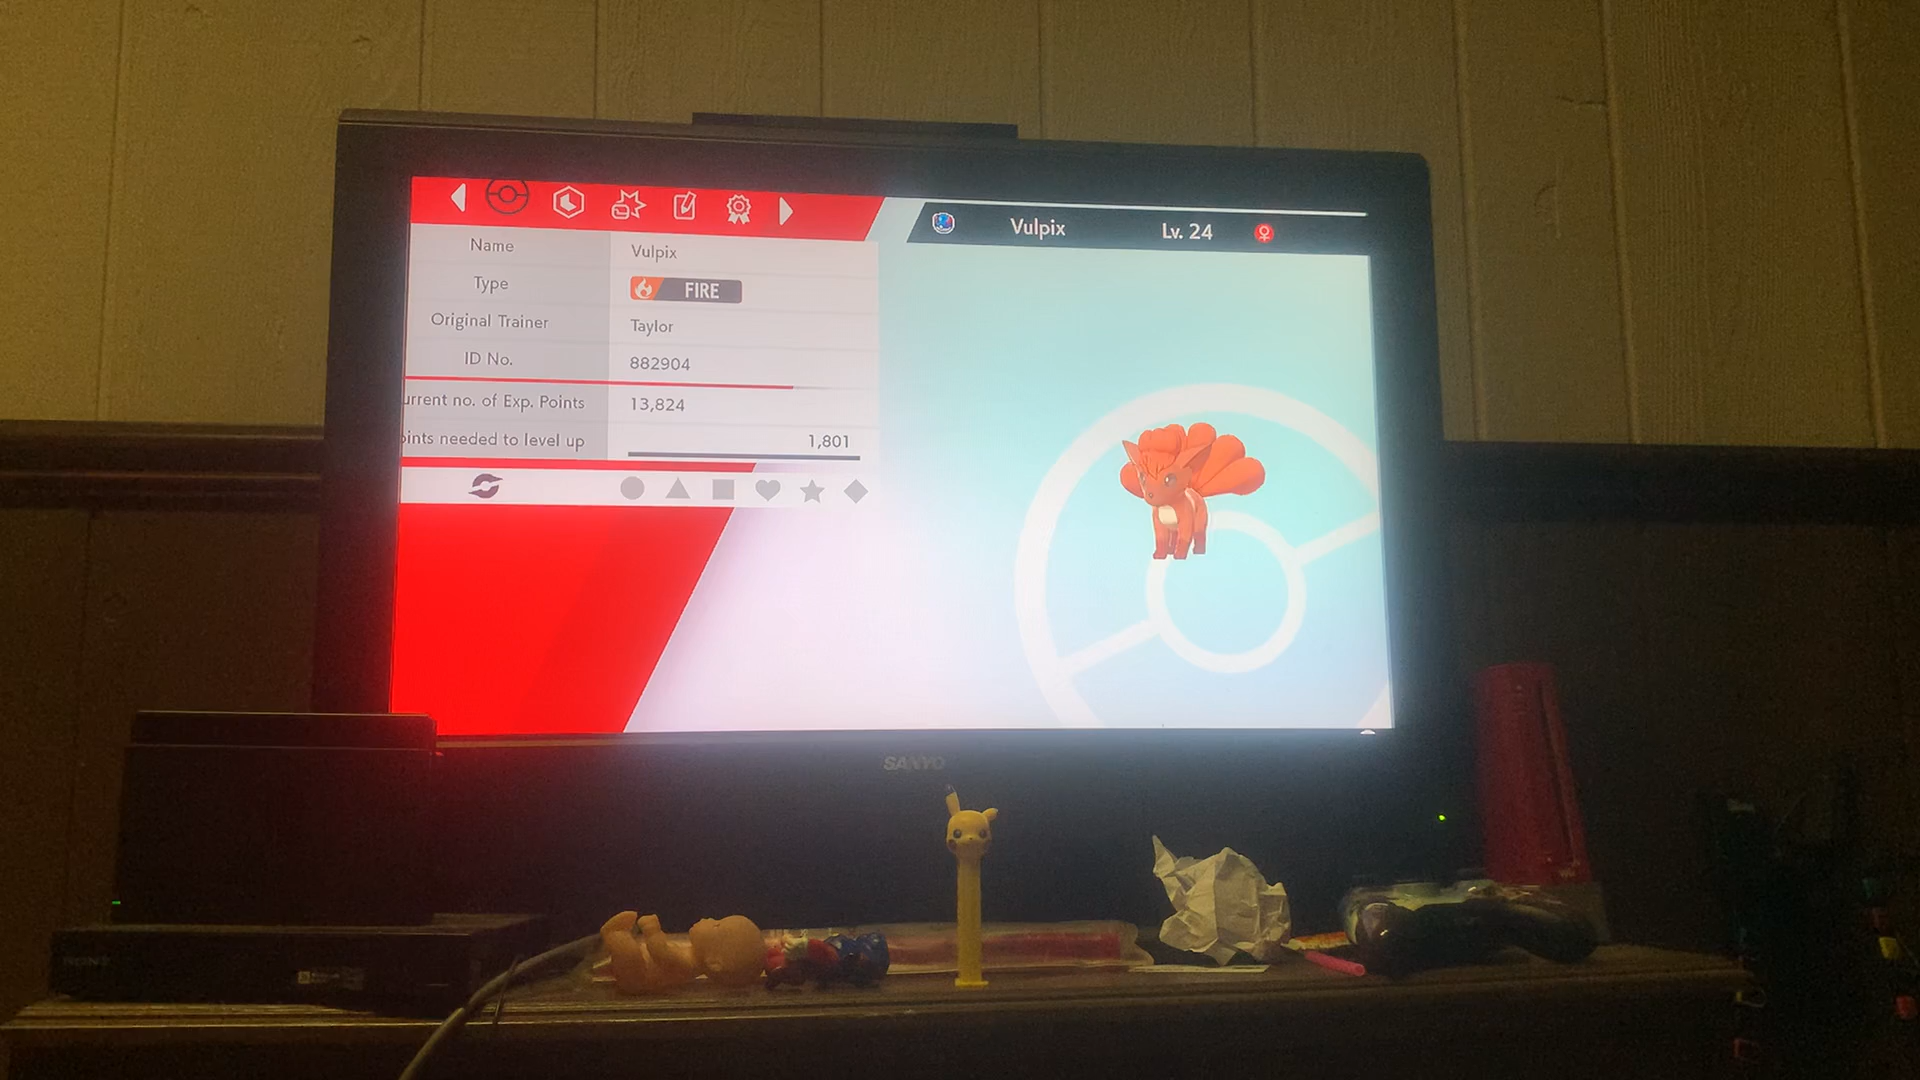 Vulpix Lv. 24
Name Vulpix
Type FIRE
Original Trainer Taylor
ID No. 882904
urrent no. of Exp. Points 13,824
oints needed to level up 1,801
SANYO
SONY